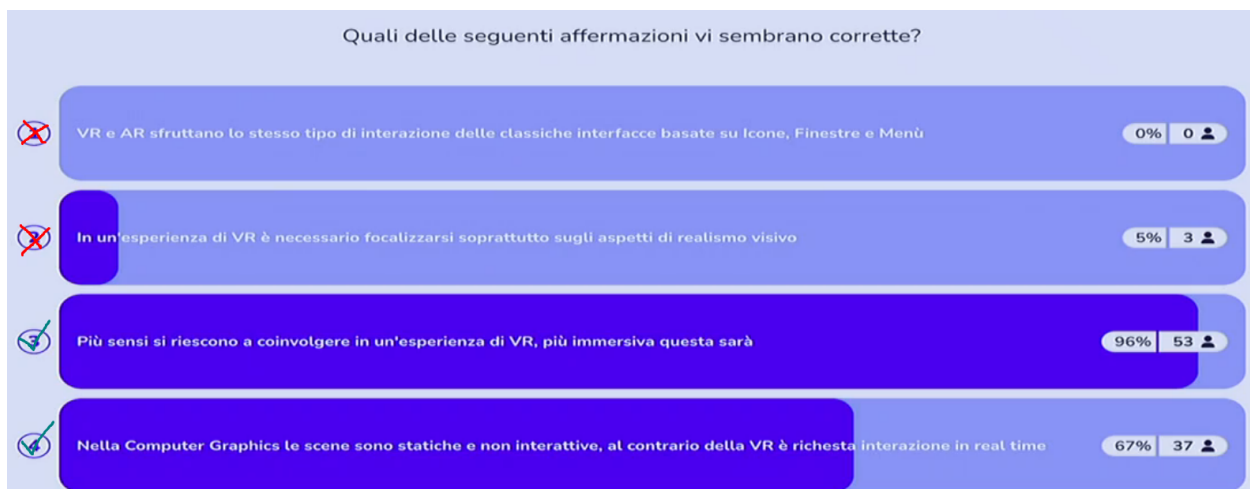 Quali delle seguenti affermazioni vi sembrano corrette?
1 VR e AR sfruttano lo stesso tipo di interazione delle classiche interfacce basate su Icone, Finestre e Menù 0% 0
2 In un'esperienza di VR è necessario focalizzarsi soprattutto sugli aspetti di realismo visivo 5% 3
3 Più sensi si riescono a coinvolgere in un'esperienza di VR, più immersiva questa sarà 96% 53
4 Nella Computer Graphics le scene sono statiche e non interattive, al contrario della VR è richesta interazione in real time 67% 37